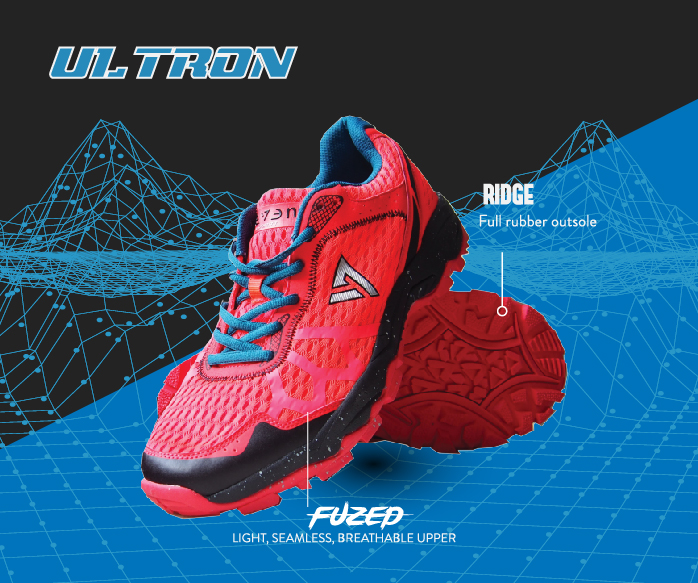 ULTRON
RIDGE
Full rubber outsole
FUZED
LIGHT, SEAMLESS, BREATHABLE UPPER